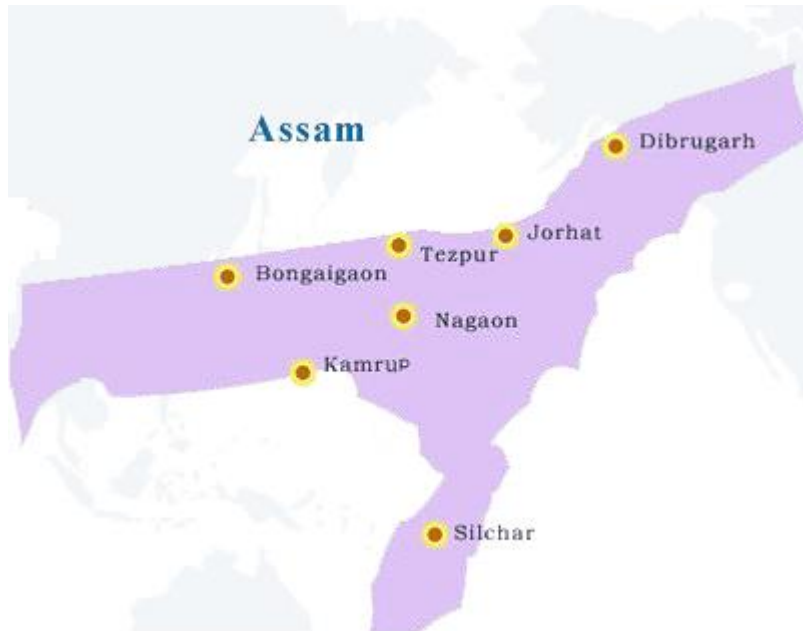 Assam
Dibrugarh
Jorhat
Tezpur
Bongaigaon
Nagaon
Kamrup
Silchar